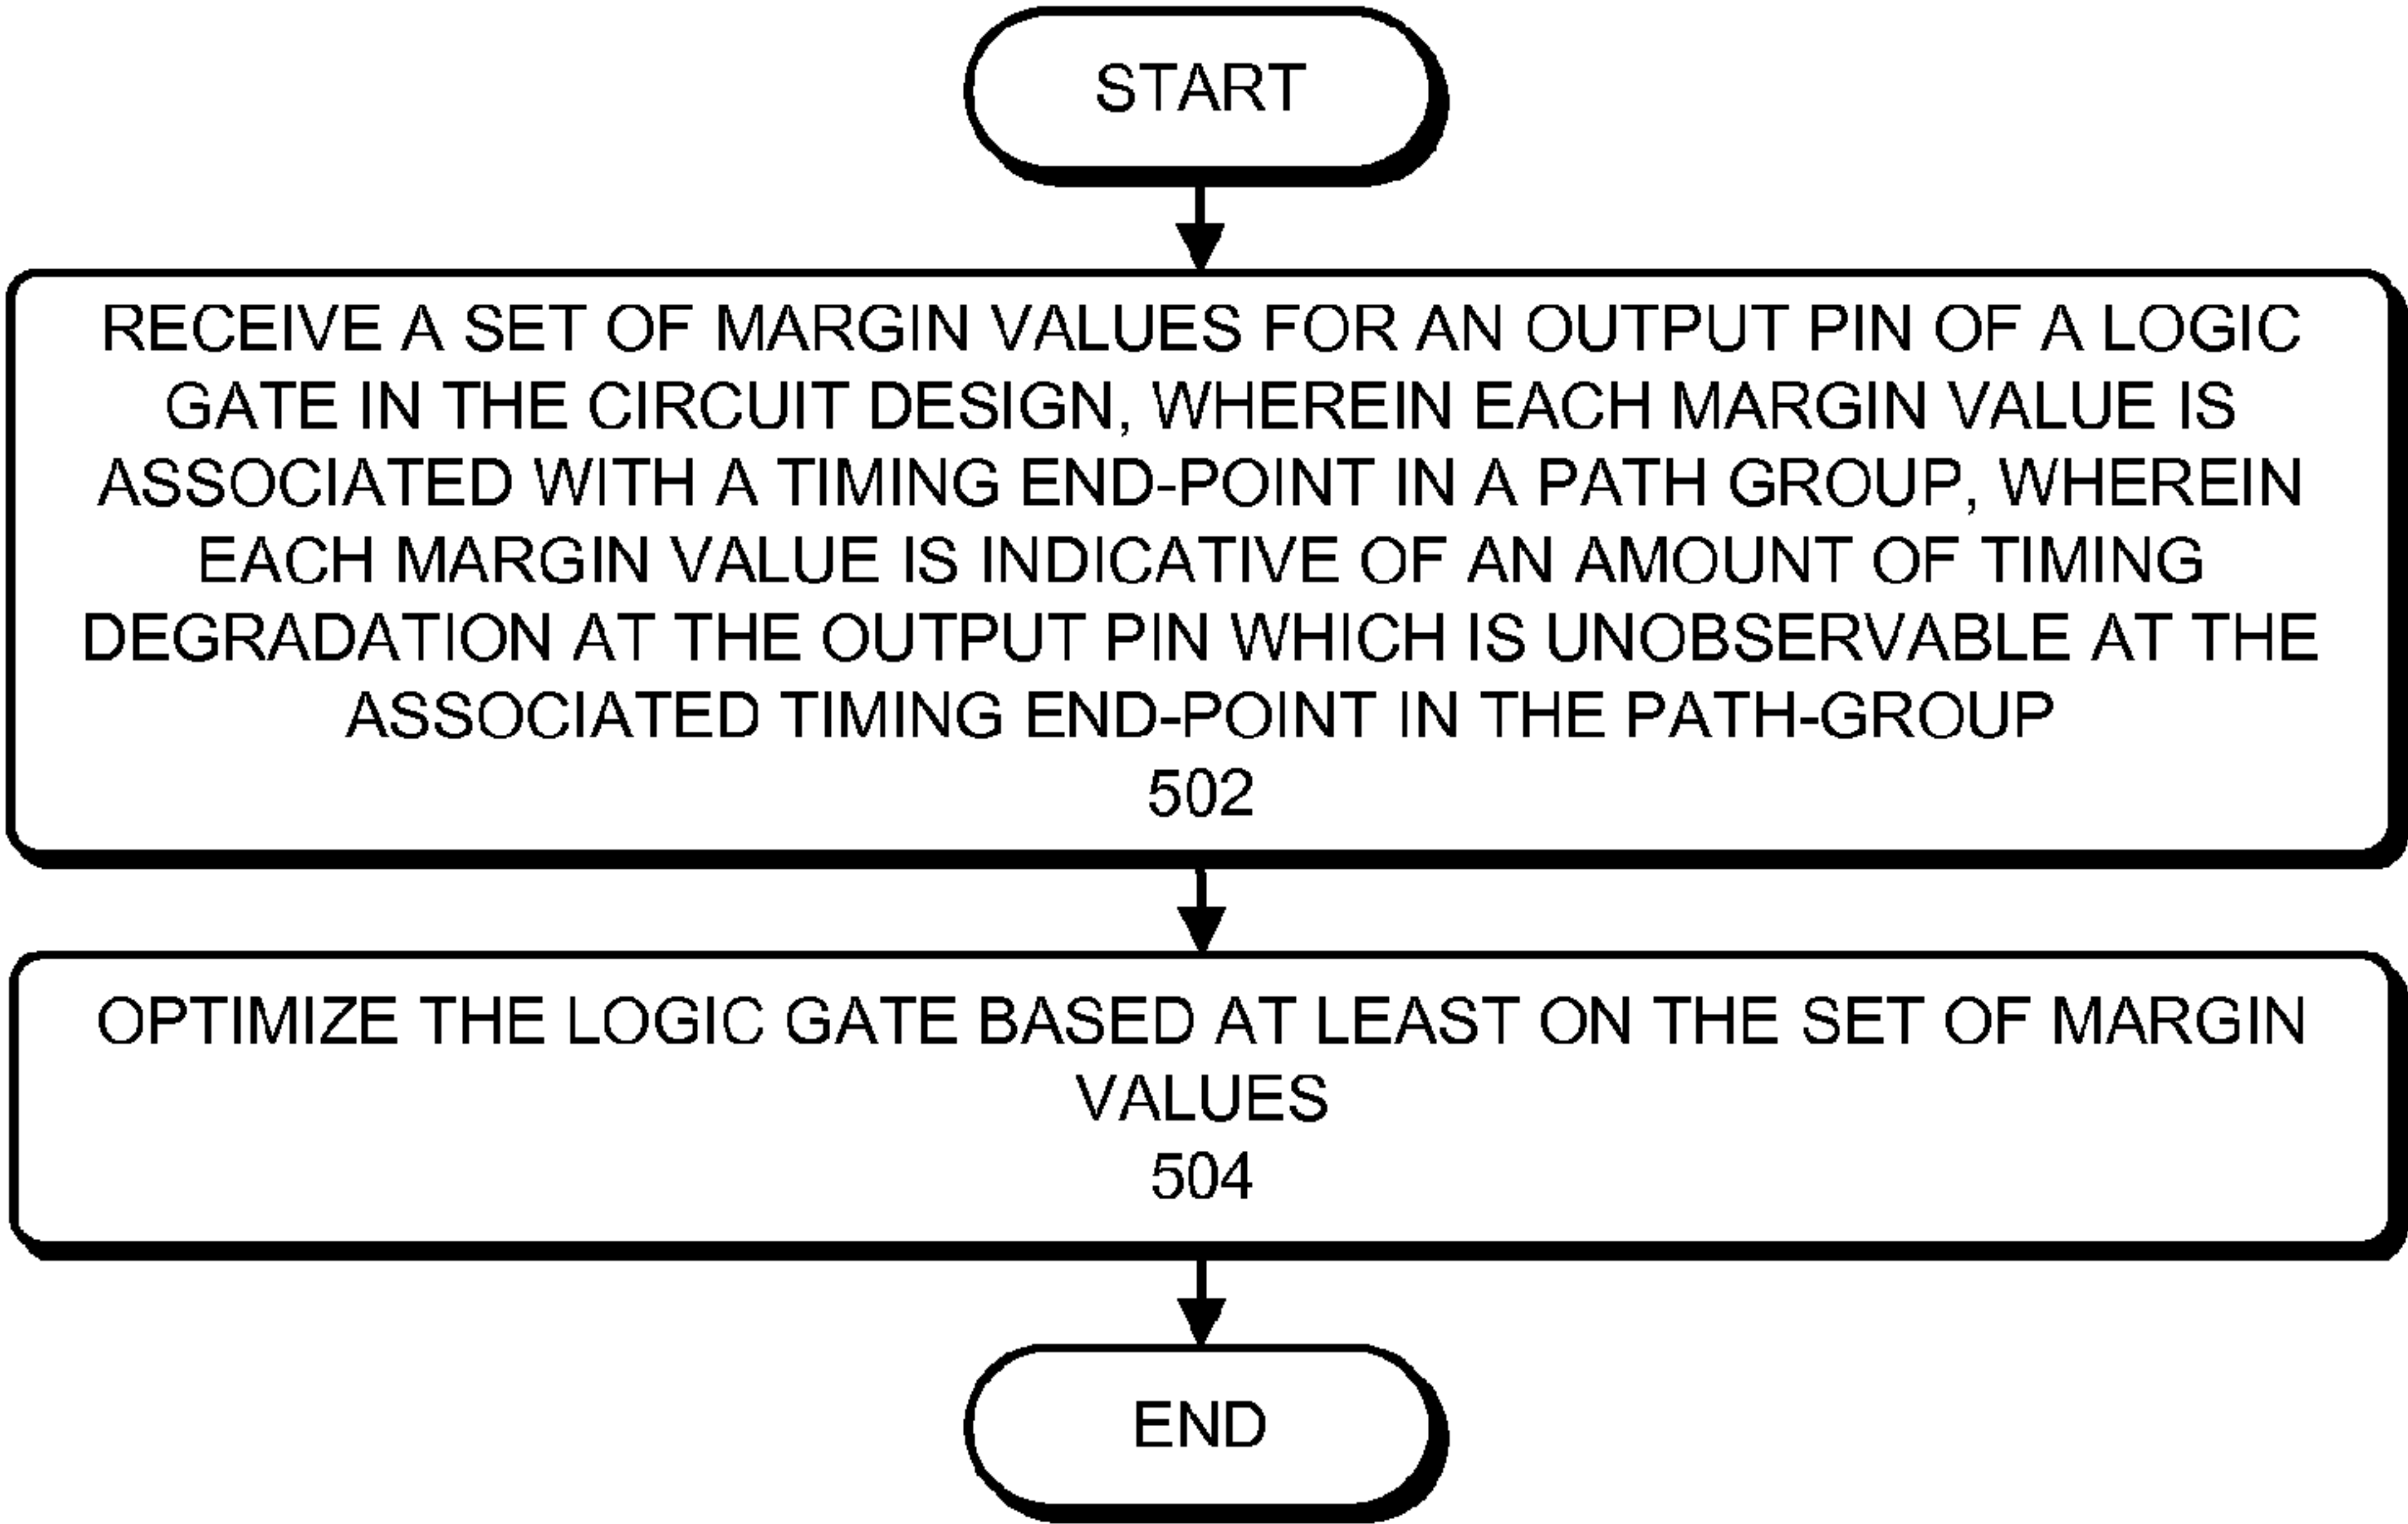 START
RECEIVE A SET OF MARGIN VALUES FOR AN OUTPUT PIN OF A LOGIC
GATE IN THE CIRCUIT DESIGN, WHEREIN EACH MARGIN VALUE IS
ASSOCIATED WITH A TIMING END-POINT IN A PATH GROUP, WHEREIN
EACH MARGIN VALUE IS INDICATIVE OF AN AMOUNT OF TIMING
DEGRADATION AT THE OUTPUT PIN WHICH IS UNOBSERVABLE AT THE
ASSOCIATED TIMING END-POINT IN THE PATH-GROUP
502
OPTIMIZE THE LOGIC GATE BASED AT LEAST ON THE SET OF MARGIN
VALUES
504
END